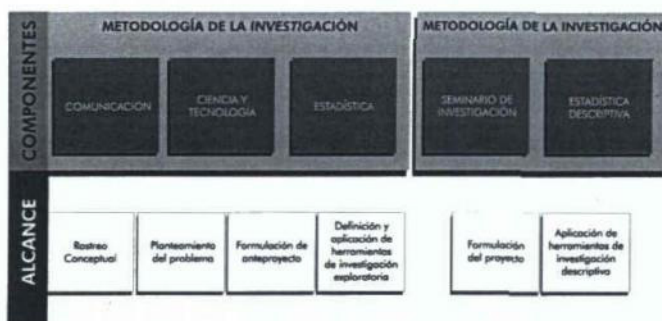 COMPONENTES
METODOLOGÍA DE LA INVESTIGACIÓN
COMUNICACIÓN
CIENCIA Y
TECNOLOGÍA
ESTADÍSTICA
METODOLOGÍA DE LA INVESTIGACIÓN
SEMINARIO DE
INVESTIGACIÓN
ESTADÍSTICA
DESCRIPTIVA
ALCANCE
Rastreo
Conceptual
Planteamiento
del problema
Formulación de
anteproyecto
Definición y
aplicación de
herramientas
de investigación
exploratoria
Formulación
del proyecto
Aplicación de
herramientas de
investigación
descriptiva